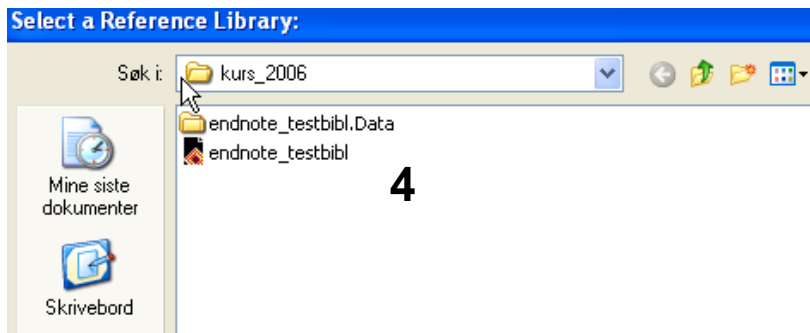 Select a Reference Library:
Søk i:
kurs_2006
endnote_testbibl.Data
endnote_testbibl
4
Mine siste
dokumenter
Skrivebord